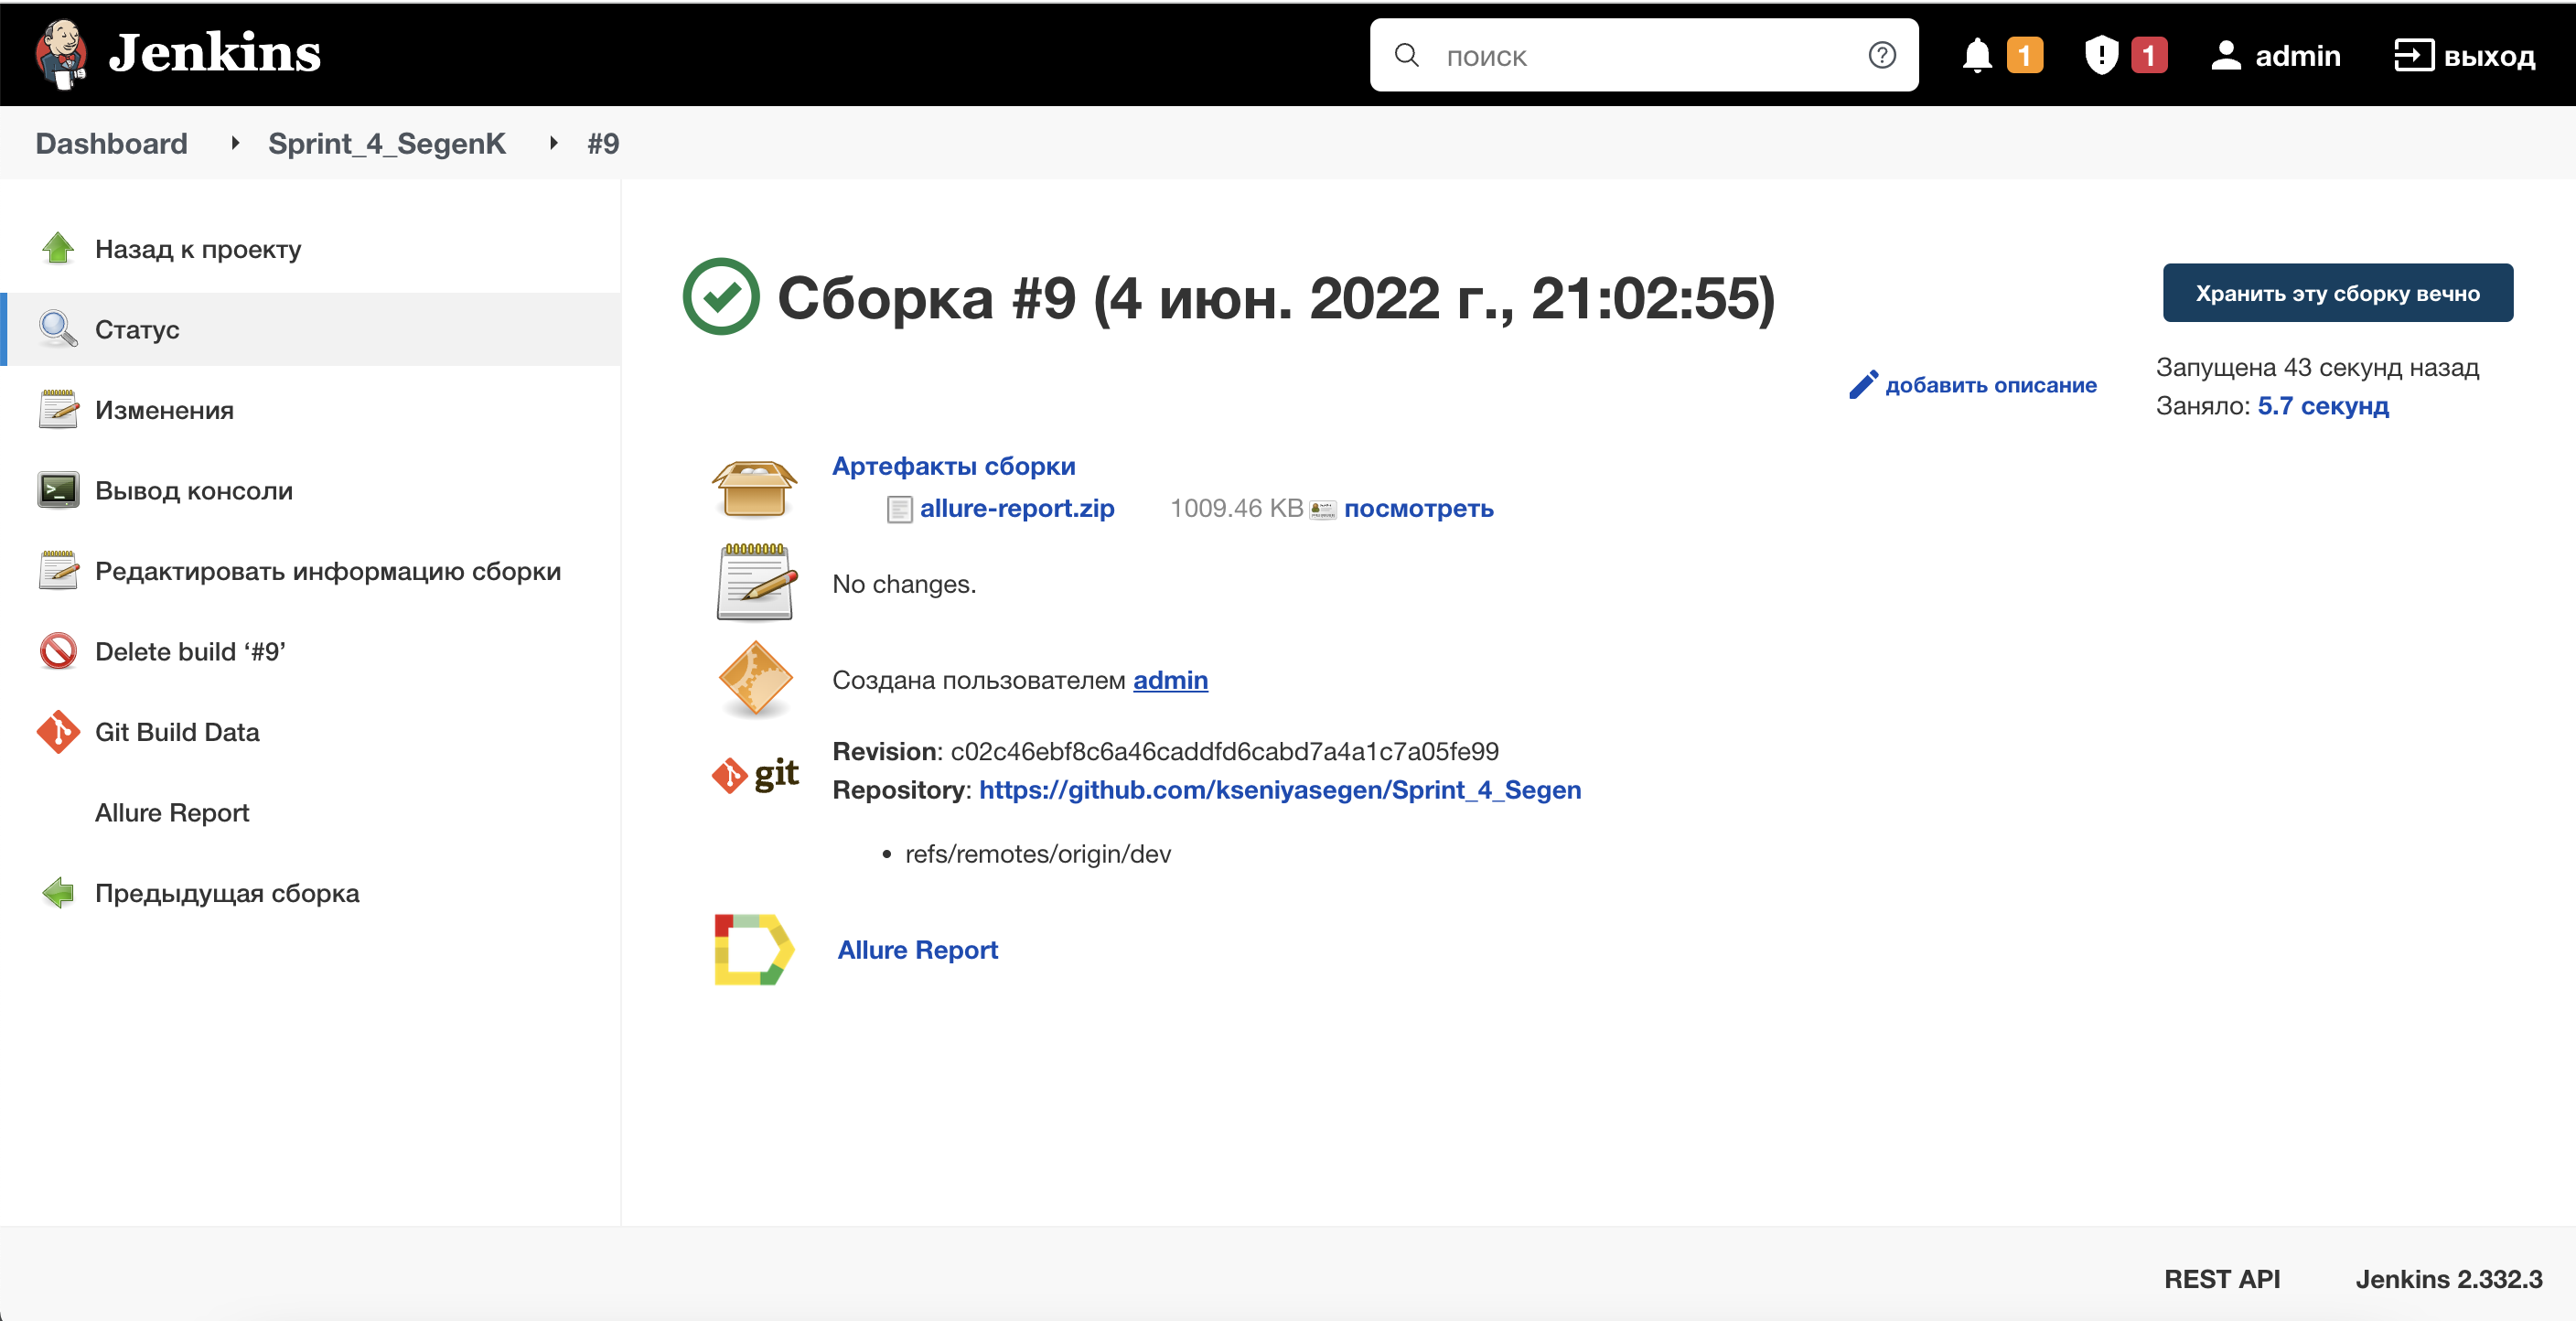 Jenkins
поиск
1
1
admin
выход
Dashboard
Sprint_4_SegenK
#9
Назад к проекту
Статус
Изменения
Вывод консоли
Редактировать информацию сборки
Delete build ‘#9’
Git Build Data
Allure Report
Предыдущая сборка
Сборка #9 (4 июн. 2022 г., 21:02:55)
Хранить эту сборку вечно
добавить описание
Запущена 43 секунд назад
Заняло: 5.7 секунд
Артефакты сборки
allure-report.zip 1009.46 KB посмотреть
No changes.
Создана пользователем admin
git
Revision: c02c46ebf8c6a46caddfd6cabd7a4a1c7a05fe99
Repository: https://github.com/kseniyasegen/Sprint_4_Segen
• refs/remotes/origin/dev
Allure Report
REST API
Jenkins 2.332.3